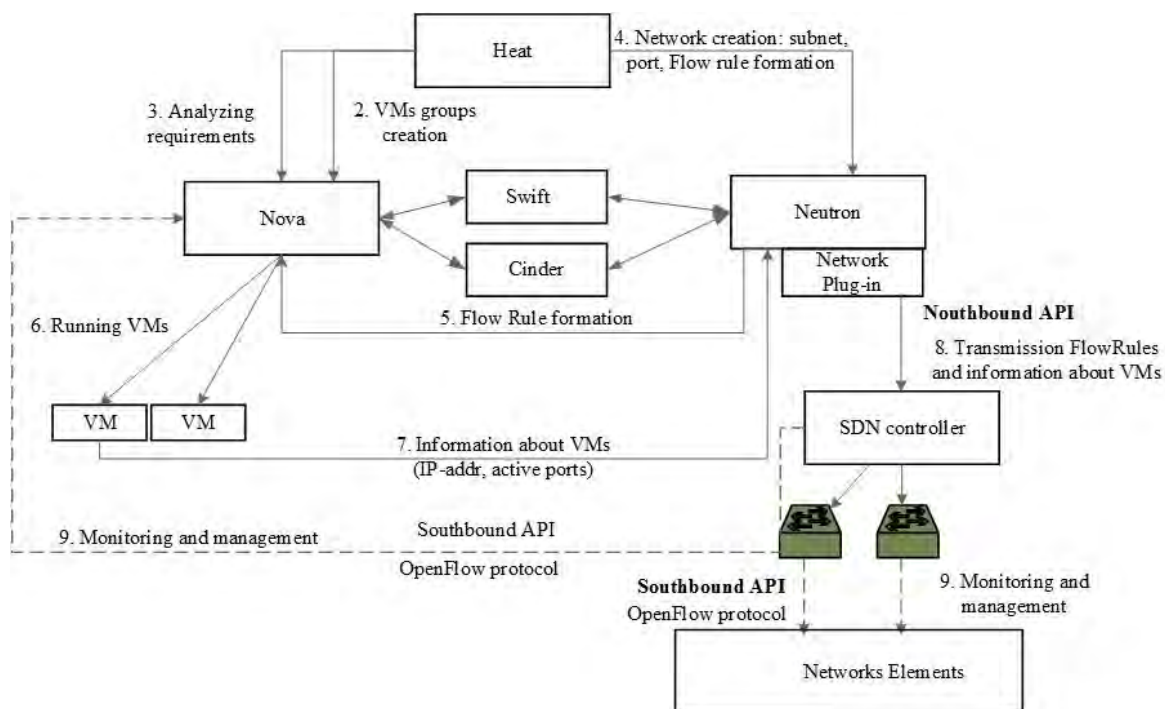 Heat
4. Network creation: subnet,
port, Flow rule formation
3. Analyzing
requirements
2. VMs groups
creation
Nova
Swift
Cinder
Neutron
Network
Plug-in
5. Flow Rule formation
6. Running VMs
Nouthbound API
8. Transmission FlowRules
and information about VMs
VM
VM
7. Information about VMs
(IP-addr, active ports)
SDN controller
9. Monitoring and management
Southbound API
OpenFlow protocol
Southbound API
OpenFlow protocol
9. Monitoring and
management
Networks Elements